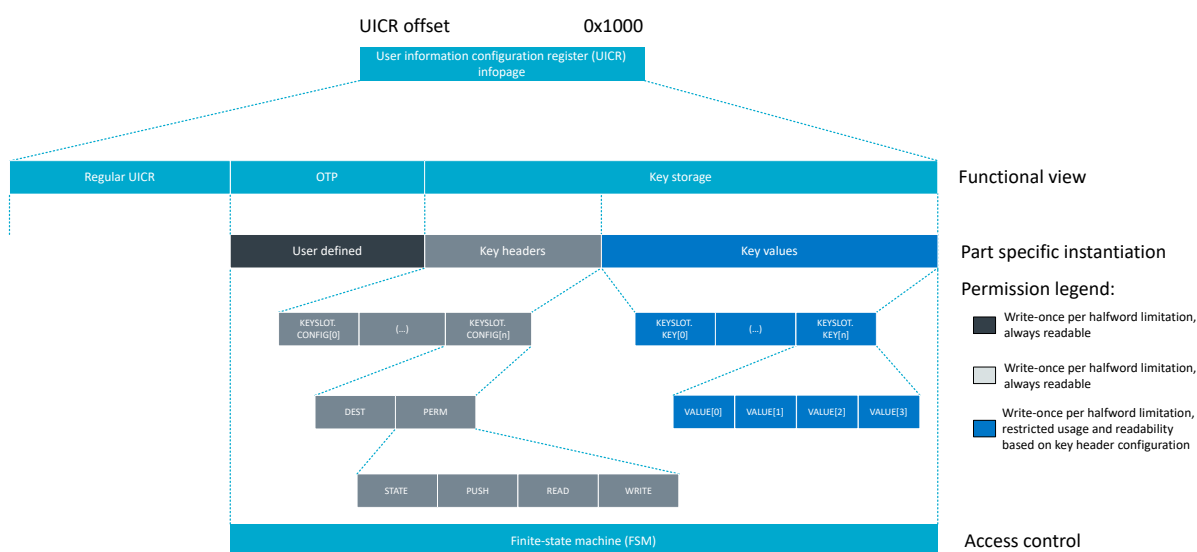 UICR offset 0x1000
User information configuration register (UICR)
infopage
Regular UICR OTP Key storage Functional view
User defined Key headers Key values Part specific instantiation
Permission legend:
KEYSLOT.
CONFIG[0]
(...)
KEYSLOT.
CONFIG[n]
KEYSLOT.
KEY[0]
(...)
KEYSLOT.
KEY[n]
Write-once per halfword limitation,
always readable
Write-once per halfword limitation,
always readable
DEST PERM VALUE[0] VALUE[1] VALUE[2] VALUE[3]
Write-once per halfword limitation,
restricted usage and readability
based on key header configuration
STATE PUSH READ WRITE
Finite-state machine (FSM) Access control